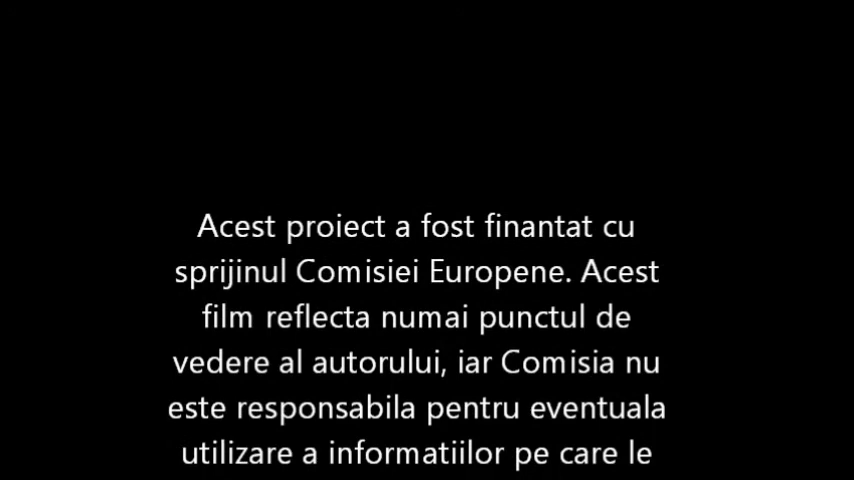 Acest proiect a fost finantat cu
sprijinul Comisiei Europene. Acest
film reflecta numai punctul de
vedere al autorului, iar Comisia nu
este responsabila pentru eventuala
utilizare a informatiilor pe care le